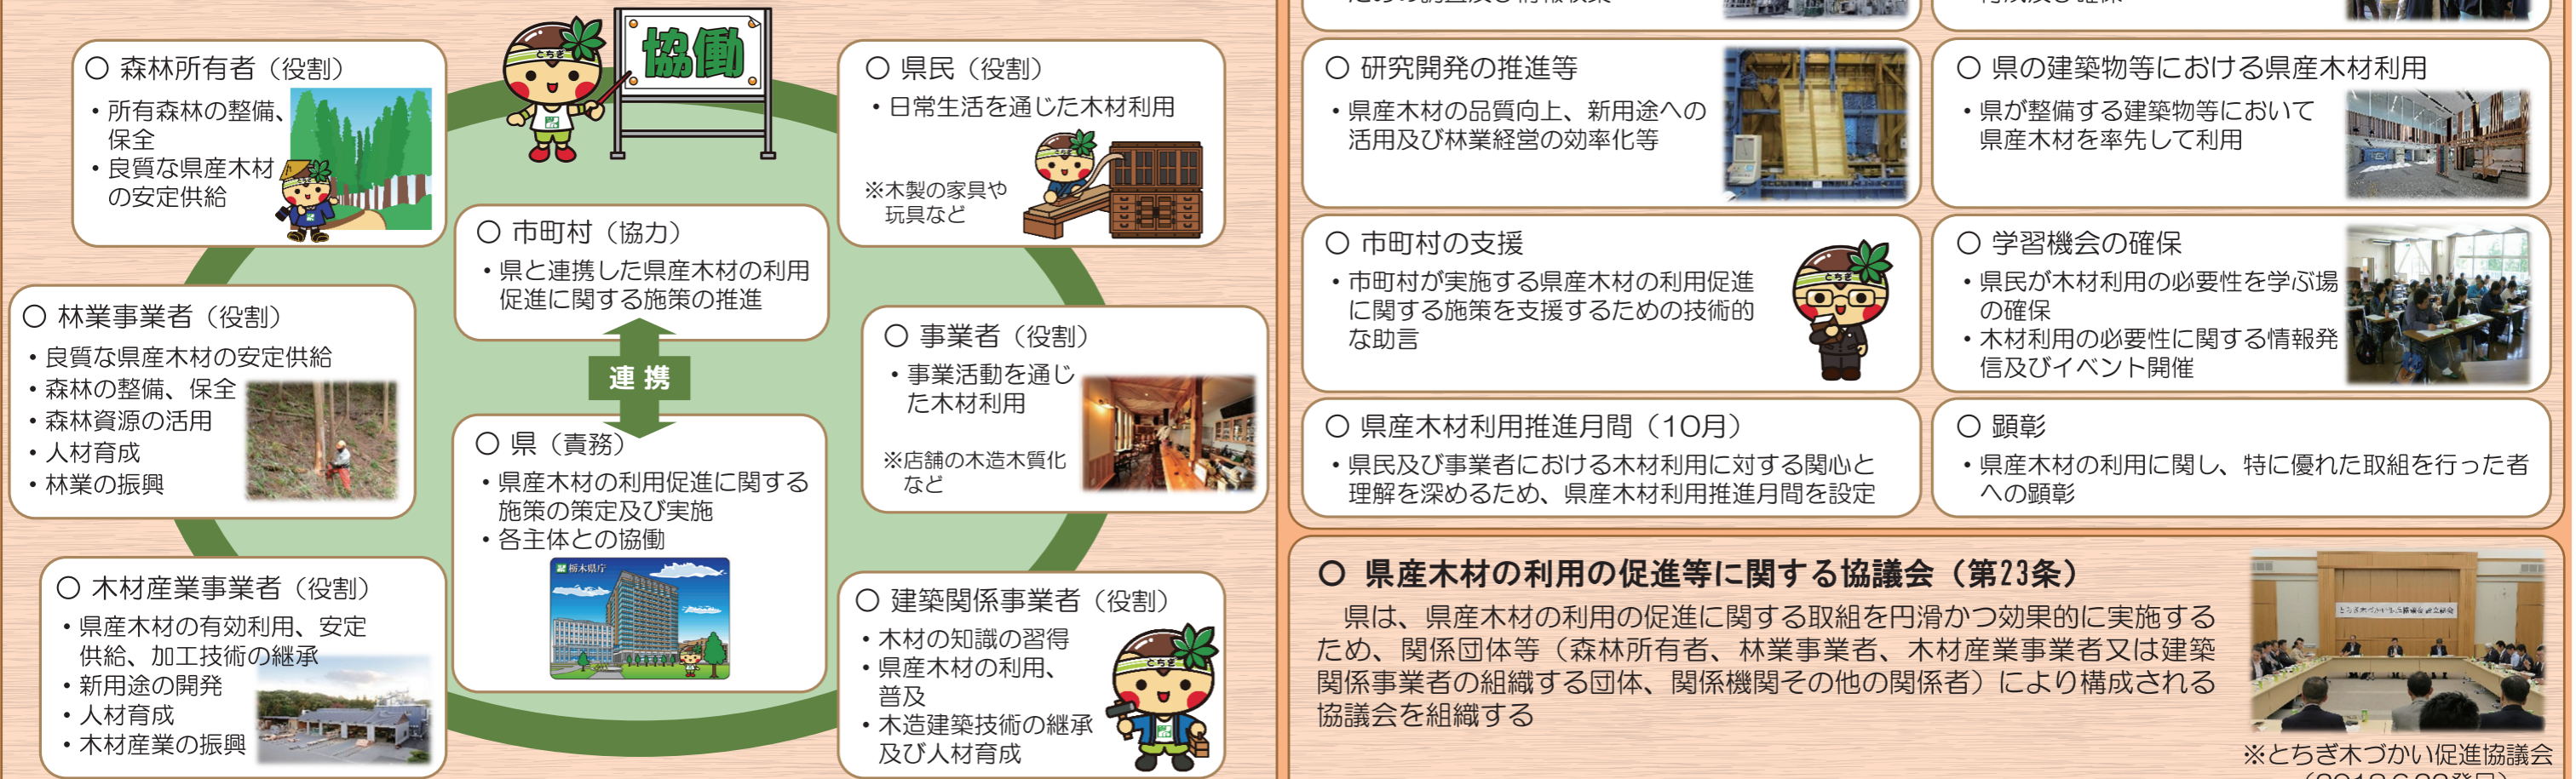 協働
とちぎ
○ 森林所有者（役割）
・所有森林の整備、
保全
・良質な県産木材
の安定供給
とちぎ
○ 県民（役割）
・日常生活を通じた木材利用
とちぎ
※木製の家具や
玩具など
○ 市町村（協力）
・県と連携した県産木材の利用
促進に関する施策の推進
連携
○ 林業事業者（役割）
・良質な県産木材の安定供給
・森林の整備、保全
・森林資源の活用
・人材育成
・林業の振興
○ 事業者（役割）
・事業活動を通じ
た木材利用
※店舗の木造木質化
など
○ 県（責務）
・県産木材の利用促進に関する
施策の策定及び実施
・各主体との協働
栃木県庁
○ 木材産業事業者（役割）
・県産木材の有効利用、安定
供給、加工技術の継承
・新用途の開発
・人材育成
・木材産業の振興
○ 建築関係事業者（役割）
・木材の知識の習得
・県産木材の利用、
普及
・木造建築技術の継承
及び人材育成
とちぎ
○ 研究開発の推進等
・県産木材の品質向上、新用途への
活用及び林業経営の効率化等
○ 県の建築物等における県産木材利用
・県が整備する建築物等において
県産木材を率先して利用
○ 市町村の支援
・市町村が実施する県産木材の利用促進
に関する施策を支援するための技術的
な助言
とちぎ
○ 学習機会の確保
・県民が木材利用の必要性を学ぶ場
の確保
・木材利用の必要性に関する情報発
信及びイベント開催
○ 県産木材利用推進月間（10月）
・県民及び事業者における木材利用に対する関心と
理解を深めるため、県産木材利用推進月間を設定
○ 顕彰
・県産木材の利用に関し、特に優れた取組を行った者
への顕彰
○ 県産木材の利用の促進等に関する協議会（第23条）
県は、県産木材の利用の促進に関する取組を円滑かつ効果的に実施する
ため、関係団体等（森林所有者、林業事業者、木材産業事業者又は建築
関係事業者の組織する団体、関係機関その他の関係者）により構成される
協議会を組織する
※とちぎ木づかい促進協議会